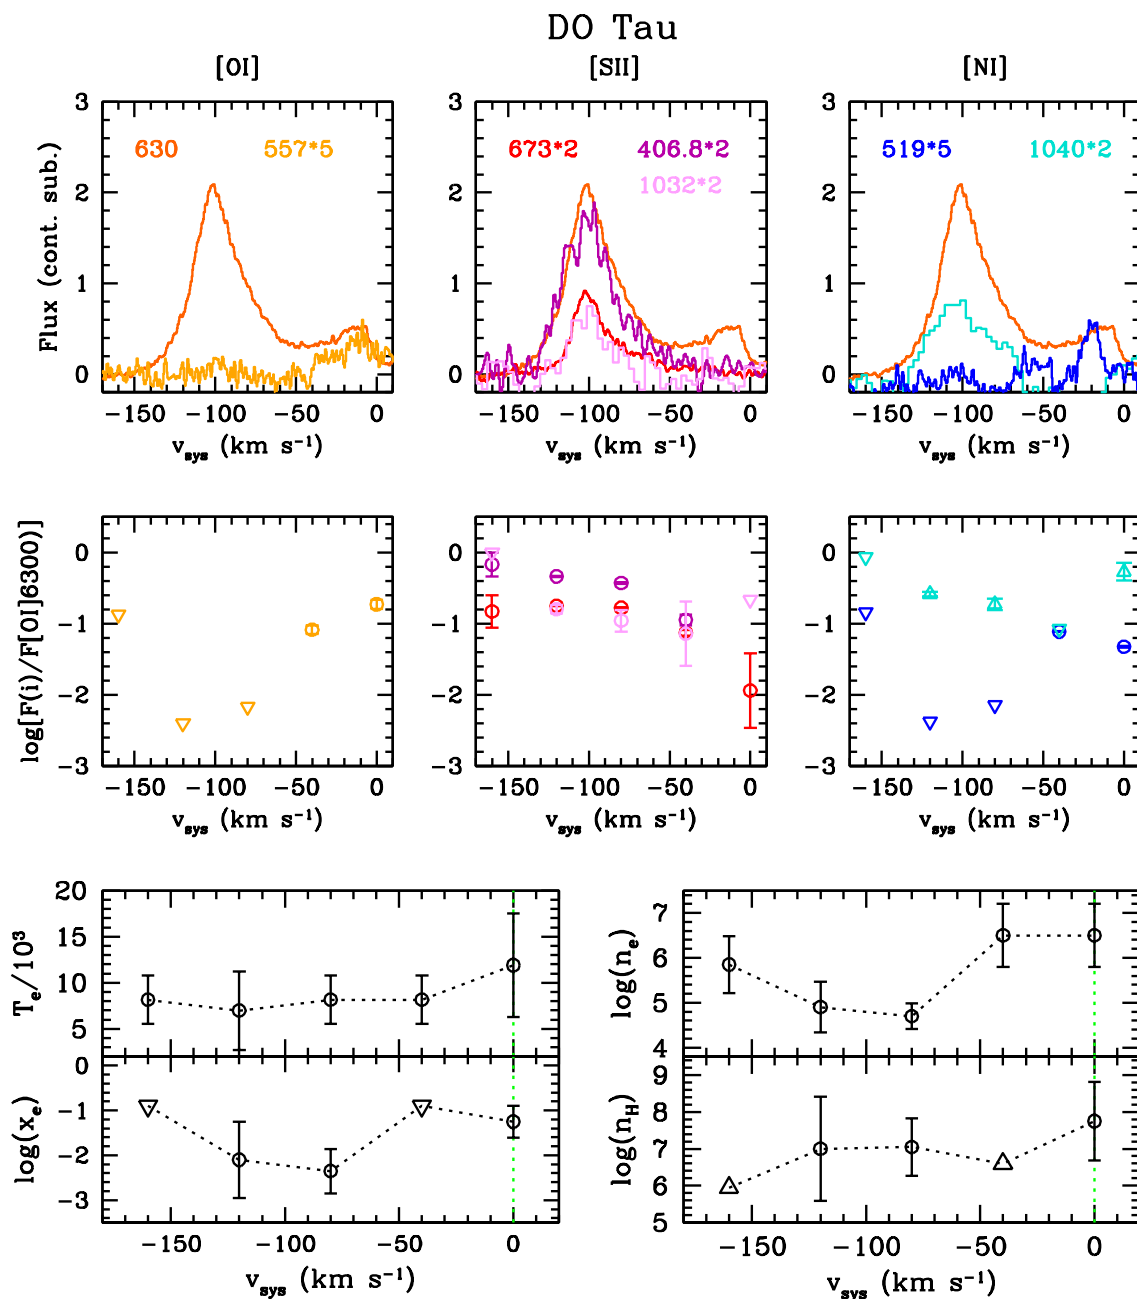 DO Tau
[OI] [SII] [NI]
Flux (cont. sub.)
3
2
1
0
630 557*5
−150 −100 −50 0
v_sys (km s⁻¹)
3
2
1
0
673*2 406.8*2
1032*2
−150 −100 −50 0
v_sys (km s⁻¹)
3
2
1
0
519*5 1040*2
−150 −100 −50 0
v_sys (km s⁻¹)
log[F(i)/F[OI]6300)]
0
−1
−2
−3
−150 −100 −50 0
v_sys (km s⁻¹)
0
−1
−2
−3
−150 −100 −50 0
v_sys (km s⁻¹)
0
−1
−2
−3
−150 −100 −50 0
v_sys (km s⁻¹)
T_e/10³
20
15
10
5
log(x_e)
0
−1
−2
−3
−150 −100 −50 0
v_sys (km s⁻¹)
log(n_e)
7
6
5
4
log(n_H)
9
8
7
6
5
−150 −100 −50 0
v_sys (km s⁻¹)